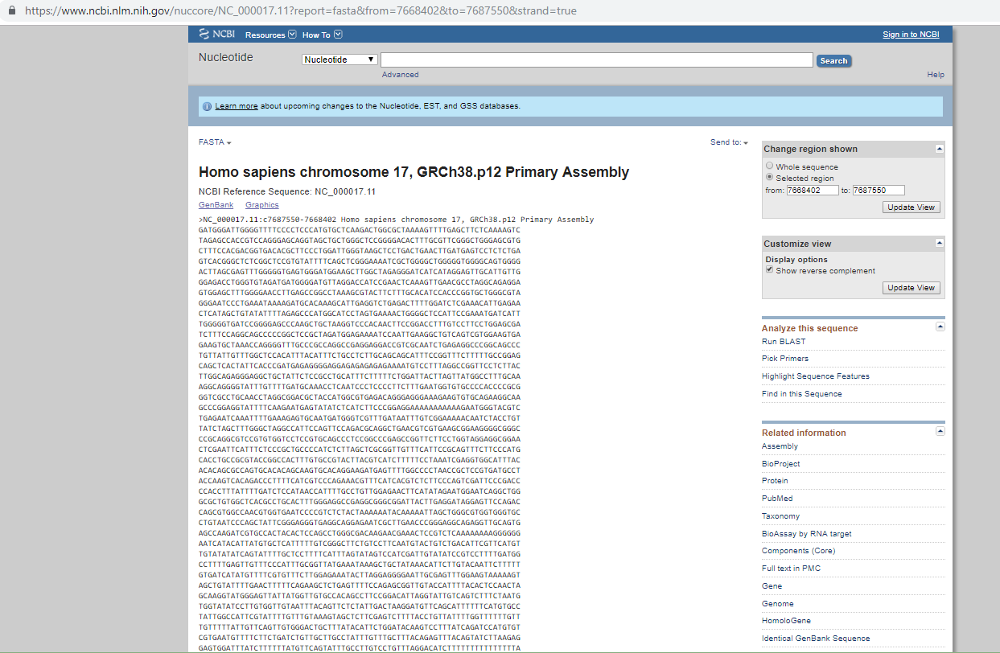 https://www.ncbi.nlm.nih.gov/nuccore/NC_000017.11?report=fasta&from=7668402&to=7687550&strand=true
NCBI Resources How To Sign in to NCBI
Nucleotide Nucleotide Search
Advanced Help
Learn more about upcoming changes to the Nucleotide, EST, and GSS databases.
FASTA Send to:
Homo sapiens chromosome 17, GRCh38.p12 Primary Assembly
NCBI Reference Sequence: NC_000017.11
GenBank Graphics
>NC_000017.11:c7687550-7668402 Homo sapiens chromosome 17, GRCh38.p12 Primary Assembly
GATGGGATTGGGGTTTTCCCCTCCCATGTGCTCAAGACTGGCGCTAAAAGTTTTGAGCTTCTCAAAAGTC
TAGAGCCACCGTCCAGGGAGCAGGTAGCTGCTGGGCTCCGGGGACACTTTGCGTTCGGGCTGGGAGCGTG
CTTTCCACGACGGTGACACGCTTCCCTGGATTGGGTAAGCTCCTGACTGAACTTGATGAGTCCTCTCTGA
GTCACGGGCTCTCGGCTCCGTGTATTTTCAGCTCGGGAAAATCGCTGGGGCTGGGGGTGGGGCAGTGGGG
ACTTAGCGAGTTTGGGGGTGAGTGGGATGGAAGCTTGGCTAGAGGGATCATCATAGGAGTTGCATTGTTG
GGAGACCTGGGTGTAGATGATGGGGATGTTAGGACCATCCGAACTCAAAGTTGAACGCCTAGGCAGAGGA
GTGGAGCTTTGGGGAACCTTGAGCCGGCCTAAAGCGTACTTCTTTGCACATCCACCCGGTGCTGGGCGTA
GGGAATCCCTGAAATAAAAGATGCACAAAGCATTGAGGTCTGAGACTTTTGGATCTCGAAACATTGAGAA
CTCATAGCTGTATATTTTAGAGCCCATGGCATCCTAGTGAAAACTGGGGCTCCATTCCGAAATGATCATT
TGGGGGTGATCCGGGGAGCCCAAGCTGCTAAGGTCCCACAACTTCCGGACCTTTGTCCTTCCTGGAGCGA
TCTTTCCAGGCAGCCCCCGGCTCCGCTAGATGGAGAAAATCCAATTGAAGGCTGTCAGTCGTGGAAGTGA
GAAGTGCTAAACCAGGGGTTTGCCCGCCAGGCCGAGGAGGACCGTCGCAATCTGAGAGGCCCGGCAGCCC
TGTTATTGTTTGGCTCCACATTTACATTTCTGCCTCTTGCAGCAGCATTTCCGGTTTCTTTTTGCCGGAG
CAGCTCACTATTCACCCGATGAGAGGGGAGGAGAGAGAGAGAAAATGTCCTTTAGGCCGGTTCCTCTTAC
TTGGCAGAGGGAGGCTGCTATTCTCCGCCTGCATTTCTTTTTCTGGATTACTTAGTTATGGCCTTTGCAA
AGGCAGGGGTATTTGTTTTGATGCAAACCTCAATCCCTCCCCTTCTTTGAATGGTGTGCCCCACCCCGCG
GGTCGCCTGCAACCTAGGCGGACGCTACCATGGCGTGAGACAGGGAGGGAAAGAAGTGTGCAGAAGGCAA
GCCCGGAGGTATTTTCAAGAATGAGTATATCTCATCTTCCCGGAGGAAAAAAAAAAAGAATGGGTACGTC
TGAGAATCAAATTTTGAAAGAGTGCAATGATGGGTCGTTTGATAATTTGTCGGAAAAACAATCTACCTGT
TATCTAGCTTTGGGCTAGGCCATTCCAGTTCCAGACGCAGGCTGAACGTCGTGAAGCGGAAGGGGCGGGC
CCGCAGGCGTCCGTGTGGTCCTCCGTGCAGCCCTCCGGCCCGAGCCGGTTCTTCCTGGTAGGAGGCGGAA
CTCGAATTCATTTCTCCCGCTGCCCCATCTCTTAGCTCGCGGTTGTTTCATTCCGCAGTTTCTTCCCATG
CACCTGCCGCGTACCGGCCACTTTGTGCCGTACTTACGTCATCTTTTTCCTAAATCGAGGTGGCATTTAC
ACACAGCGCCAGTGCACACAGCAAGTGCACAGGAAGATGAGTTTTGGCCCCTAACCGCTCCGTGATGCCT
ACCAAGTCACAGACCCTTTTCATCGTCCCAGAAACGTTTCATCACGTCTCTTCCCAGTCGATTCCCGACC
CCACCTTTATTTTGATCTCCATAACCATTTTGCCTGTTGGAGAACTTCATATAGAATGGAATCAGGCTGG
GCGCTGTGGCTCACGCCTGCACTTTGGGAGGCCGAGGCGGGCGGATTACTTGAGGATAGGAGTTCCAGAC
CAGCGTGGCCAACGTGGTGAATCCCCGTCTCTACTAAAAAATACAAAAATTAGCTGGGCGTGGTGGGTGC
CTGTAATCCCAGCTATTCGGGAGGGTGAGGCAGGAGAATCGCTTGAACCCGGGAGGCAGAGGTTGCAGTG
AGCCAAGATCGTGCCACTACACTCCAGCCTGGGCGACAAGAACGAAACTCCGTCTCAAAAAAAAGGGGGG
AATCATACATTATGTGCTCATTTTTGTCGGGCTTCTGTCCTTCAATGTACTGTCTGACATTCGTTCATGT
TGTATATATCAGTATTTTGCTCCTTTTCATTTAGTATAGTCCATCGATTGTATATCCGTCCTTTTGATGG
CCTTTTGAGTTGTTTCCCATTTGCGGTTATGAAATAAAGCTGCTATAAACATTCTTGTACAATTCTTTTT
GTGATCATATGTTTTCGTGTTTCTTGGAGAAATACTTAGGAGGGGAATTGCGAGTTTGGAAGTAAAAAGT
AGCTGTATTTTGAACTTTTTCAGAAGCTCTGAGTTTTCCAGAGCGGTTGTACCATTTTACACTCCAACTA
GCAAGGTATGGGAGTTATTATGGTTGTGCCACAGCCTTCCGGACATTAGGTATTGTCAGTCTTTCTAATG
TGGTATATCCTTGTGGTTGTAATTTACAGTTCTCTATTGACTAAGGATGTTCAGCATTTTTTCATGTGCC
TATTGGCCATTCGTATTTTGTTTGTAAAGTAGCTCTTCGAGTCTTTTACCTGTTATTTTGGTTTTTTGTT
TGTTTTTATTGTTCAGTTGTGGGACTGCTTTATACATTCTGGATACAAGTCCTTTATCAGATCCATGTGT
CGTGAATGTTTTCTTCTGATCTGTTGCTTGCCTATTTGTTTGCTTTACAGAGTTTACAGTATCTTAAGAG
GAGTGGATTTATCTTTTTTATGTTCAGTATTTGCCTTGTCCTGTTTAGGACATCTTTTTTTTTTTTTTTA
Change region shown
Whole sequence
Selected region
from: 7668402 to: 7687550
Update View
Customize view
Display options
Show reverse complement
Update View
Analyze this sequence
Run BLAST
Pick Primers
Highlight Sequence Features
Find in this Sequence
Related information
Assembly
BioProject
Protein
PubMed
Taxonomy
BioAssay by RNA target
Components (Core)
Full text in PMC
Gene
Genome
HomoloGene
Identical GenBank Sequence